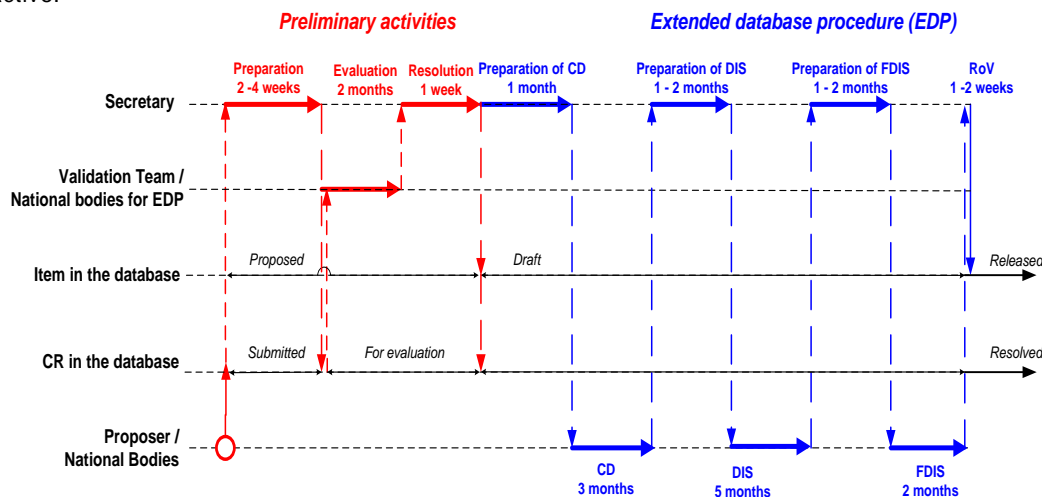 ctive.
Preliminary activities
Extended database procedure (EDP)
Preparation
2 -4 weeks
Evaluation
2 months
Resolution
1 week
Preparation of CD
1 month
Preparation of DIS
1 - 2 months
Preparation of FDIS
1 - 2 months
RoV
1 -2 weeks
Secretary
Validation Team /
National bodies for EDP
Item in the database
Proposed
Draft
Released
CR in the database
Submitted
For evaluation
Resolved
Proposer /
National Bodies
CD
3 months
DIS
5 months
FDIS
2 months